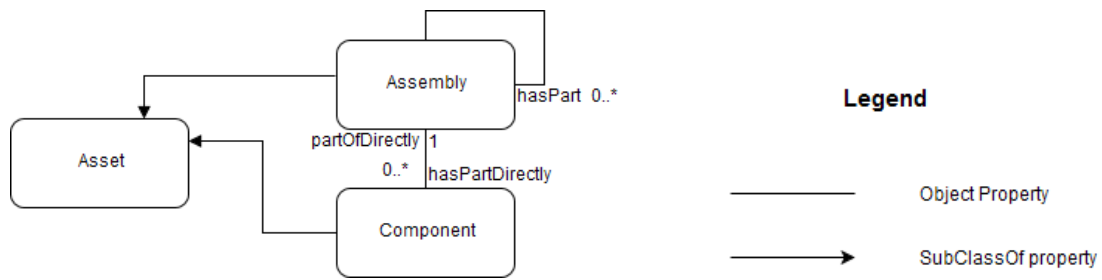 Assembly
hasPart 0..*
Legend
partOfDirectly 1
Asset
0..* hasPartDirectly
Object Property
Component
SubClassOf property